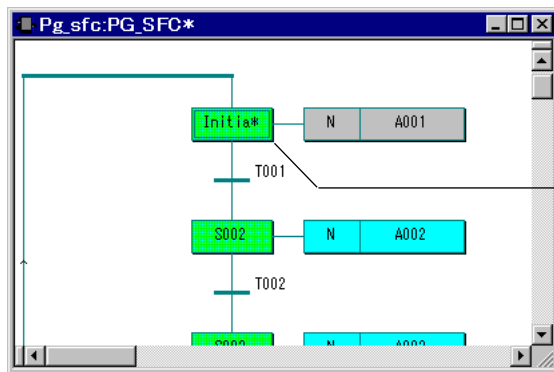 Pg_sfc:PG_SFC*
Initia* N A001
T001
S002 N A002
T002